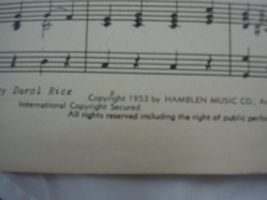 Darol Rice
Copyright 1953 by HAMBLEN MUSIC CO.,
International Copyright Secured
All rights reserved including the right of public